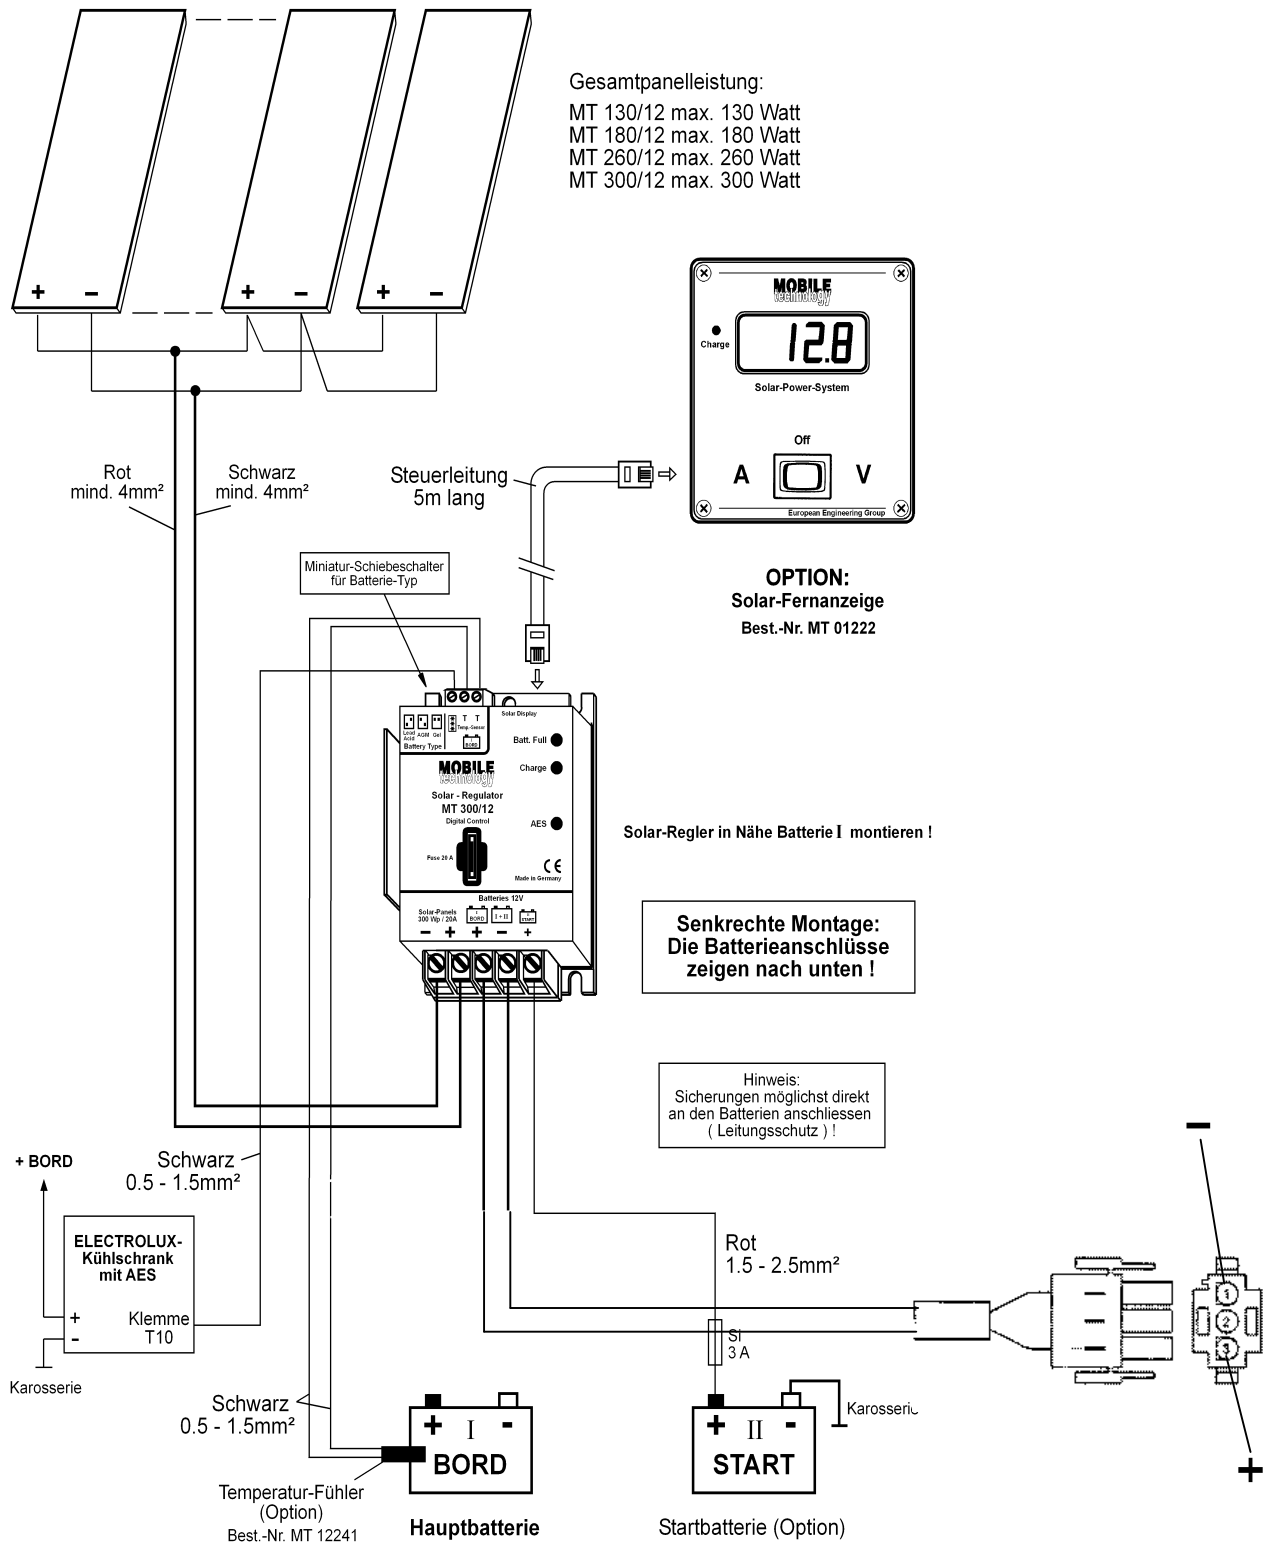 Gesamtpanelleistung:
MT 130/12 max. 130 Watt
MT 180/12 max. 180 Watt
MT 260/12 max. 260 Watt
MT 300/12 max. 300 Watt
+ − + − + −
MOBILE
technology
Charge
12.8
Solar-Power-System
Off
A V
European Engineering Group
Rot
mind. 4mm²
Schwarz
mind. 4mm²
Steuerleitung
5m lang
OPTION:
Solar-Fernanzeige
Best.-Nr. MT 01222
Miniatur-Schiebeschalter
für Batterie-Typ
Solar Display
T T
Temp.-Sensor
Lead
Acid
AGM
Gel
Battery Type
I
BORD
Batt. Full
MOBILE
technology
Charge
Solar - Regulator
MT 300/12
Digital Control
AES
Fuse 20 A
CE
Made in Germany
Batteries 12V
Solar-Panels
300 Wp / 20A
I
BORD
I + II
II
START
− + + − +
Solar-Regler in Nähe Batterie I montieren !
Senkrechte Montage:
Die Batterieanschlüsse
zeigen nach unten !
Hinweis:
Sicherungen möglichst direkt
an den Batterien anschliessen
( Leitungsschutz ) !
+ BORD
Schwarz
0.5 - 1.5mm²
ELECTROLUX-
Kühlschrank
mit AES
+
-
Klemme
T10
Karosserie
Rot
1.5 - 2.5mm²
SI
3 A
−
1
2
3
+
Schwarz
0.5 - 1.5mm²
+ I -
BORD
Hauptbatterie
+ II -
START
Karosserie
Startbatterie (Option)
Temperatur-Fühler
(Option)
Best.-Nr. MT 12241